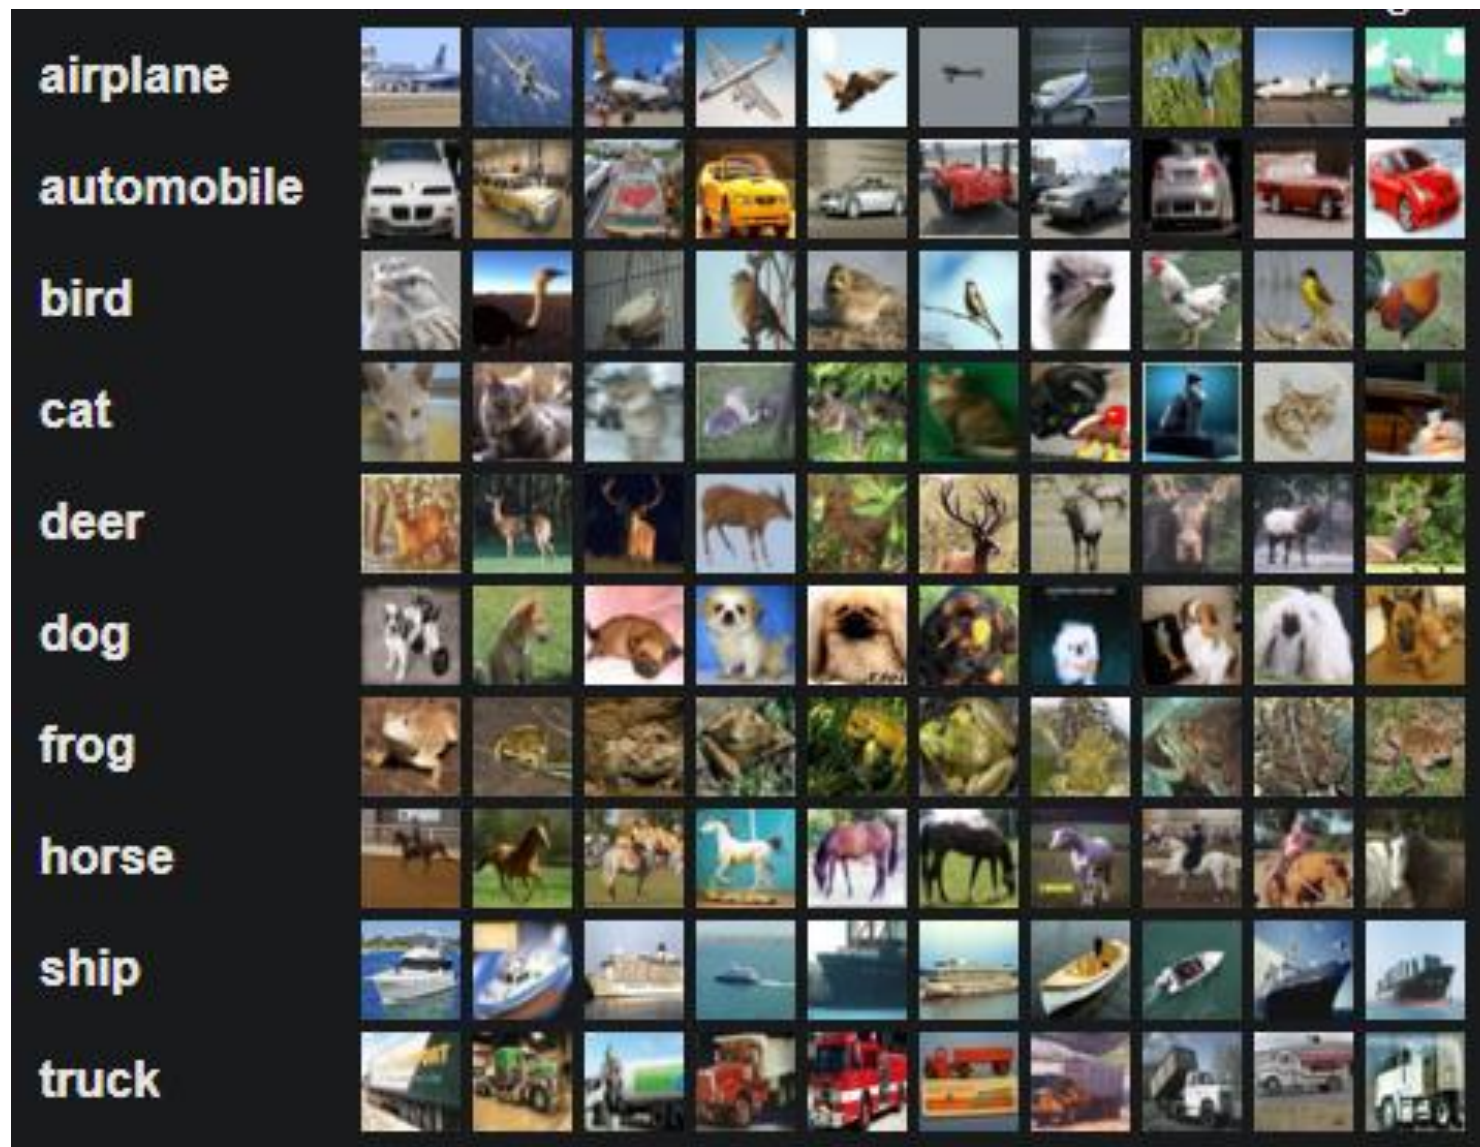 airplane
automobile
bird
cat
deer
dog
frog
horse
ship
truck